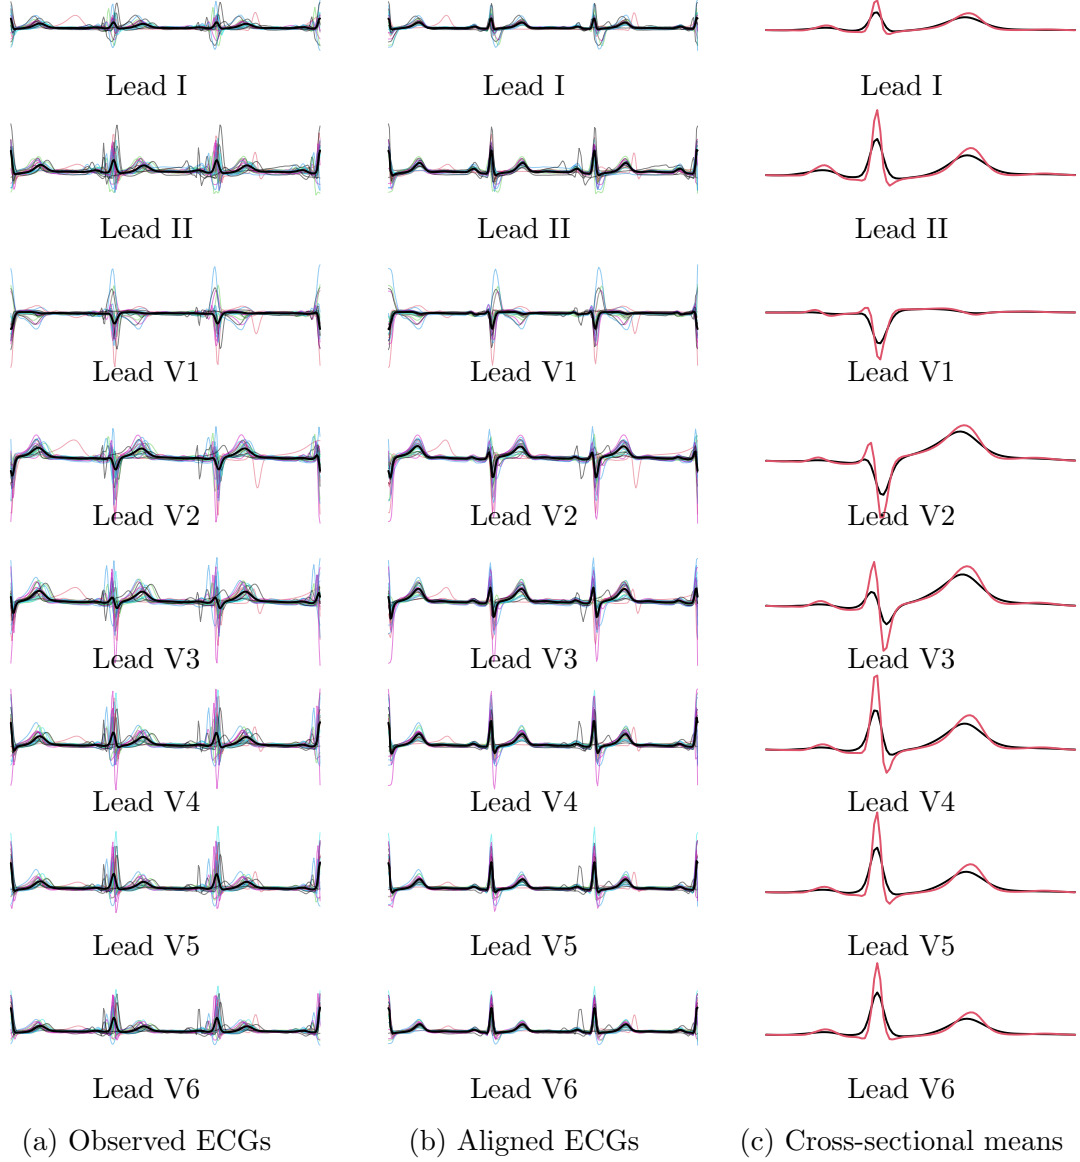 Lead I Lead I Lead I
Lead II Lead II Lead II
Lead V1 Lead V1 Lead V1
Lead V2 Lead V2 Lead V2
Lead V3 Lead V3 Lead V3
Lead V4 Lead V4 Lead V4
Lead V5 Lead V5 Lead V5
Lead V6 Lead V6 Lead V6
(a) Observed ECGs (b) Aligned ECGs (c) Cross-sectional means